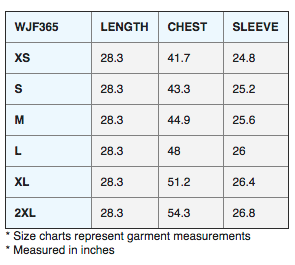 WJF365 LENGTH CHEST SLEEVE
XS 28.3 41.7 24.8
S 28.3 43.3 25.2
M 28.3 44.9 25.6
L 28.3 48 26
XL 28.3 51.2 26.4
2XL 28.3 54.3 26.8
* Size charts represent garment measurements
* Measured in inches